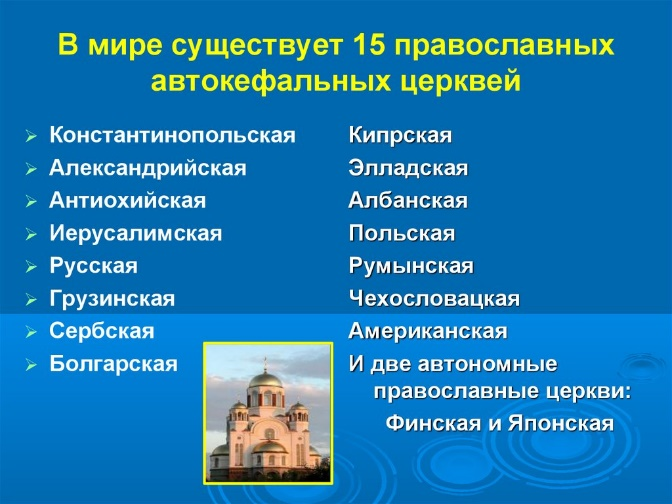 В мире существует 15 православных
автокефальных церквей
Константинопольская
Александрийская
Антиохийская
Иерусалимская
Русская
Грузинская
Сербская
Болгарская
Кипрская
Элладская
Албанская
Польская
Румынская
Чехословацкая
Американская
И две автономные
православные церкви:
Финская и Японская